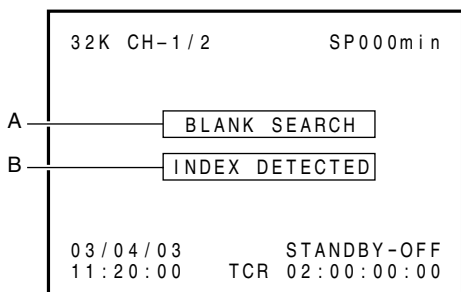 32K CH–1/2 SP000min
A BLANK SEARCH
B INDEX DETECTED
03/04/03 STANDBY–OFF
11:20:00 TCR 02:00:00:00